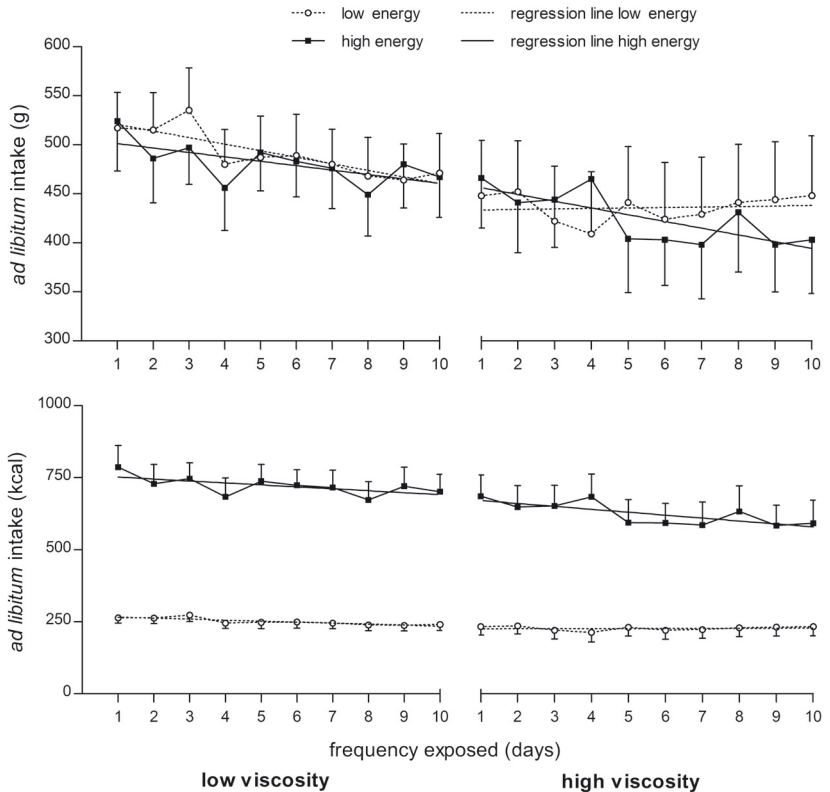 low energy regression line low energy
high energy regression line high energy
600
550
500
450
400
350
300
ad libitum intake (g)
1 2 3 4 5 6 7 8 9 10 1 2 3 4 5 6 7 8 9 10
1000
750
500
250
0
ad libitum intake (kcal)
1 2 3 4 5 6 7 8 9 10 1 2 3 4 5 6 7 8 9 10
frequency exposed (days)
low viscosity high viscosity